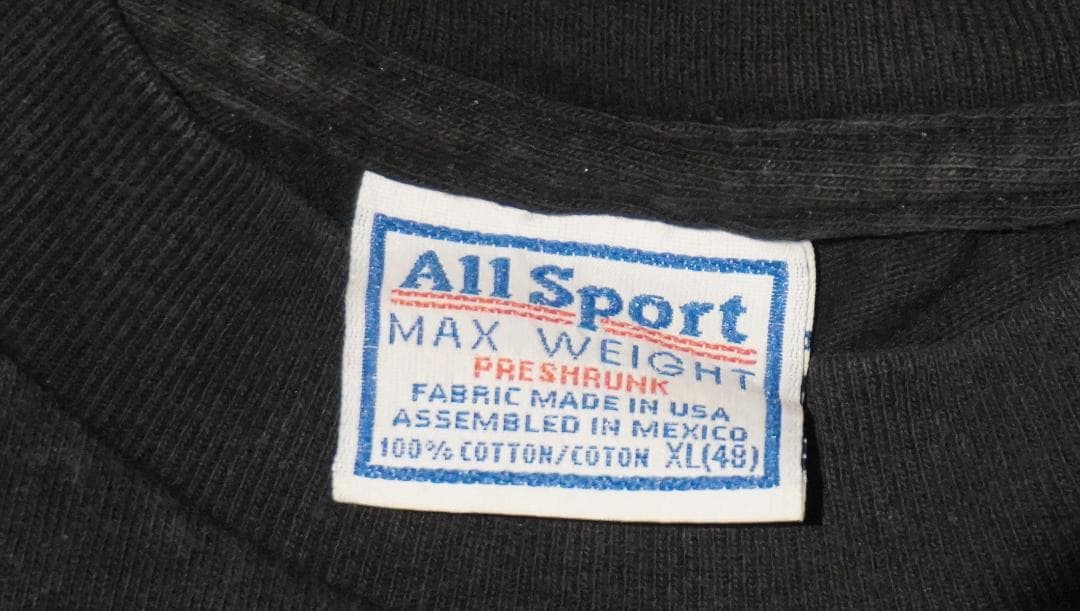 All Sport
MAX WEIGHT
PRESHRUNK
FABRIC MADE IN USA
ASSEMBLED IN MEXICO
100% COTTON/COTON XL(48)